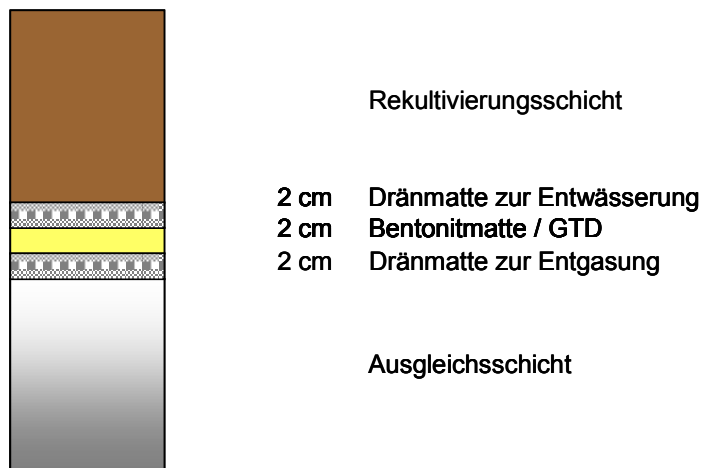 Rekultivierungsschicht
2 cm Dränmatte zur Entwässerung
2 cm Bentonitmatte / GTD
2 cm Dränmatte zur Entgasung
Ausgleichsschicht